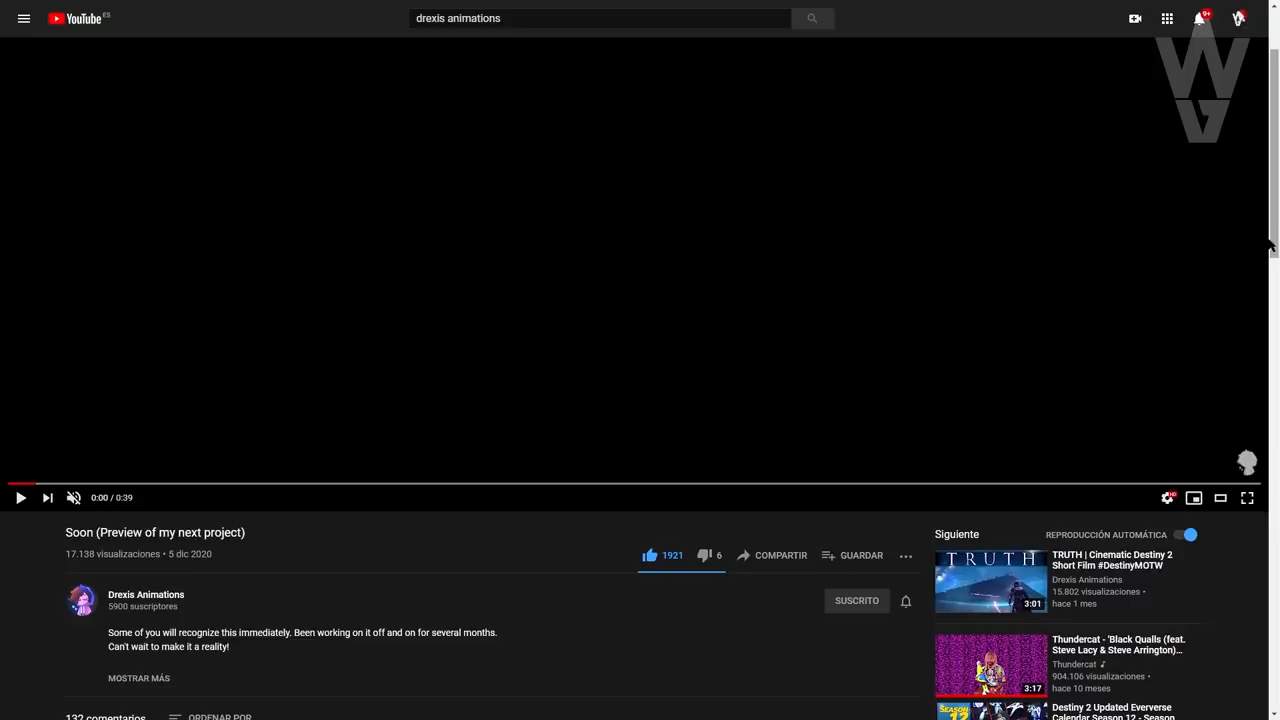 YouTube ES
drexis animations
9+
0:00 / 0:39
HD
Soon (Preview of my next project)
17.138 visualizaciones • 5 dic 2020
1921
6
COMPARTIR
GUARDAR
Drexis Animations
5900 suscriptores
SUSCRITO
Some of you will recognize this immediately. Been working on it off and on for several months.
Can't wait to make it a reality!
MOSTRAR MÁS
132 comentarios
ORDENAR POR
Siguiente
REPRODUCCIÓN AUTOMÁTICA
TRUTH
3:01
TRUTH | Cinematic Destiny 2
Short Film #DestinyMOTW
Drexis Animations
15.802 visualizaciones •
hace 1 mes
3:17
Thundercat - 'Black Qualls (feat.
Steve Lacy & Steve Arrington)...
Thundercat
904.106 visualizaciones •
hace 10 meses
SEASON
12
Destiny 2 Updated Eververse
Calendar Season 12 - Season